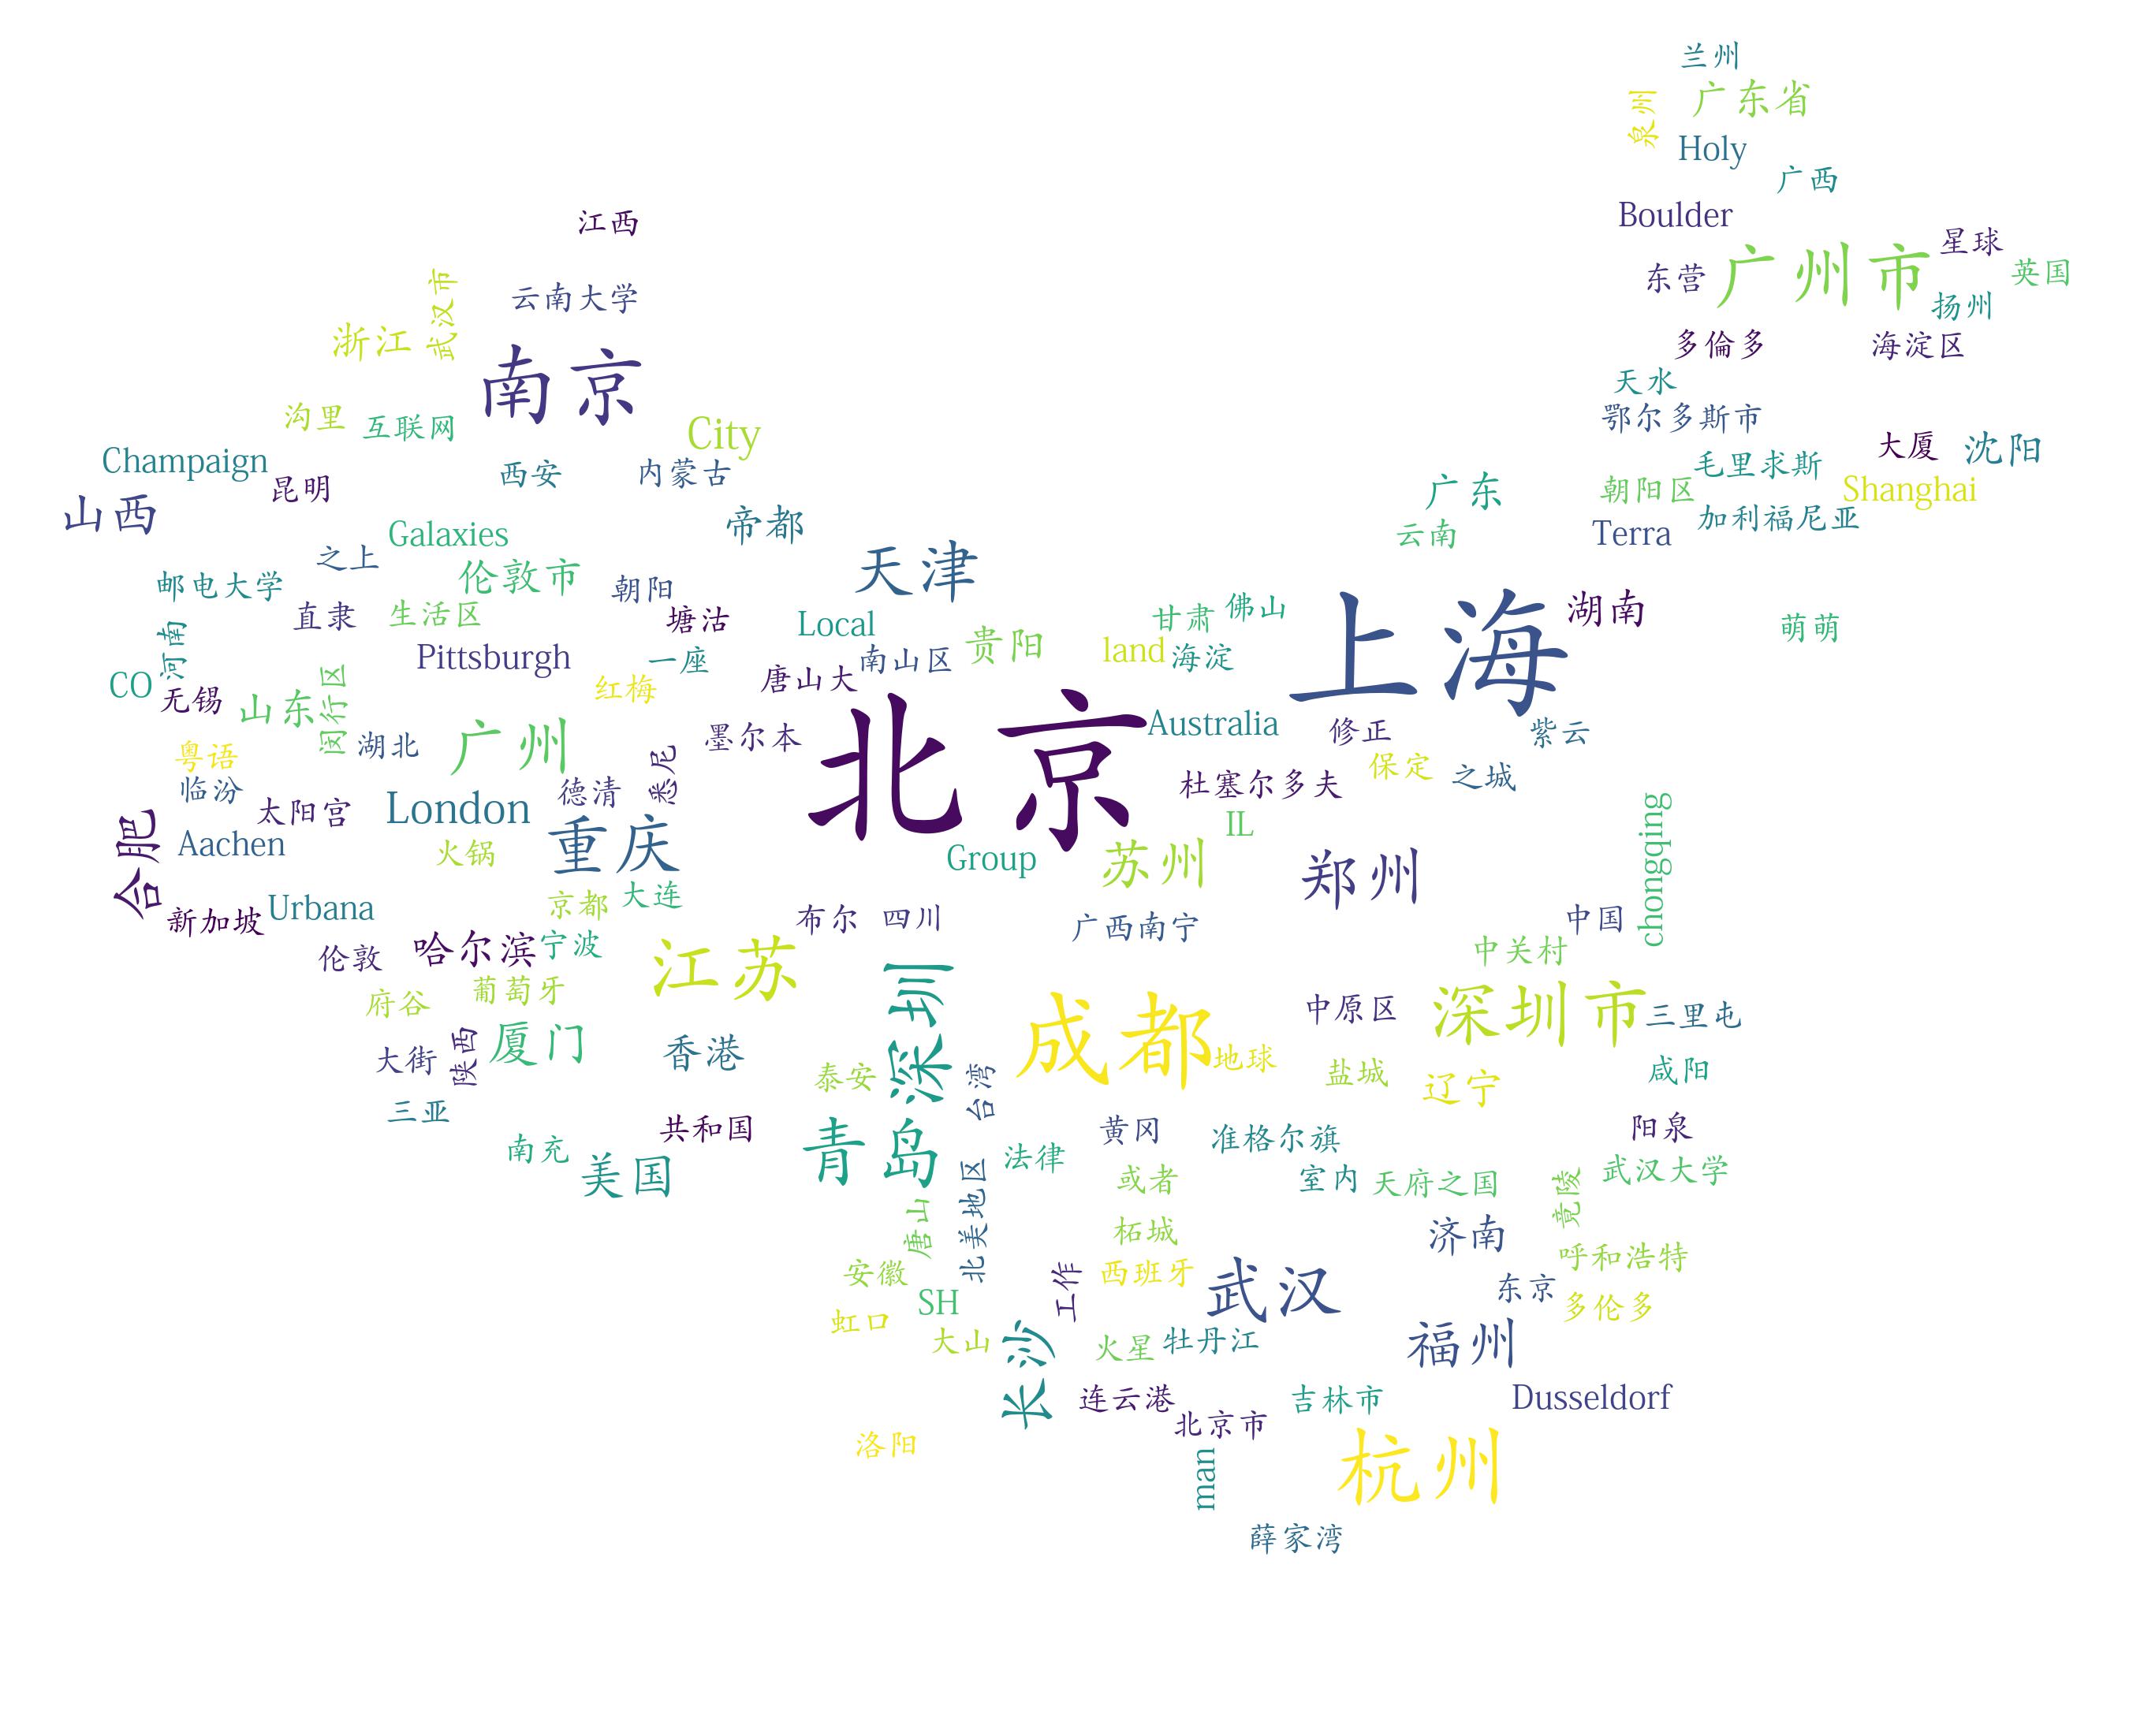 兰州
泉州
广东省
Holy
广西
Boulder
江西
星球
东营
广州市
英国
云南大学
扬州
武汉市
浙江
多倫多
海淀区
南京
天水
沟里
互联网
City
鄂尔多斯市
大厦
沈阳
Champaign
西安
内蒙古
毛里求斯
昆明
广东
朝阳区
Shanghai
山西
帝都
加利福尼亚
Galaxies
云南
Terra
之上
伦敦市
天津
邮电大学
朝阳
直隶
生活区
塘沽
Local
甘肃
佛山
上海
湖南
萌萌
河南
Pittsburgh
一座
南山区
贵阳
land
海淀
CO
无锡
红梅
唐山大
山东
闵行区
墨尔本
北京
Australia
修正
紫云
粤语
湖北
广州
悉尼
临汾
太阳宫
London
德清
杜塞尔多夫
保定
之城
合肥
Aachen
火锅
重庆
IL
Group
苏州
郑州
chongqing
新加坡
Urbana
京都
大连
布尔
四川
广西南宁
中国
伦敦
哈尔滨
宁波
江苏
中关村
府谷
葡萄牙
深圳
成都
中原区
深圳市
三里屯
大街
陕西
厦门
香港
泰安
台湾
地球
盐城
辽宁
咸阳
三亚
南充
共和国
美国
青岛
法律
黄冈
准格尔旗
阳泉
北美地区
或者
室内
天府之国
竟陵
武汉大学
唐山
柘城
济南
呼和浩特
安徽
工作
西班牙
武汉
东京
多伦多
SH
虹口
大山
长沙
火星
牡丹江
福州
连云港
北京市
吉林市
Dusseldorf
洛阳
man
杭州
薛家湾